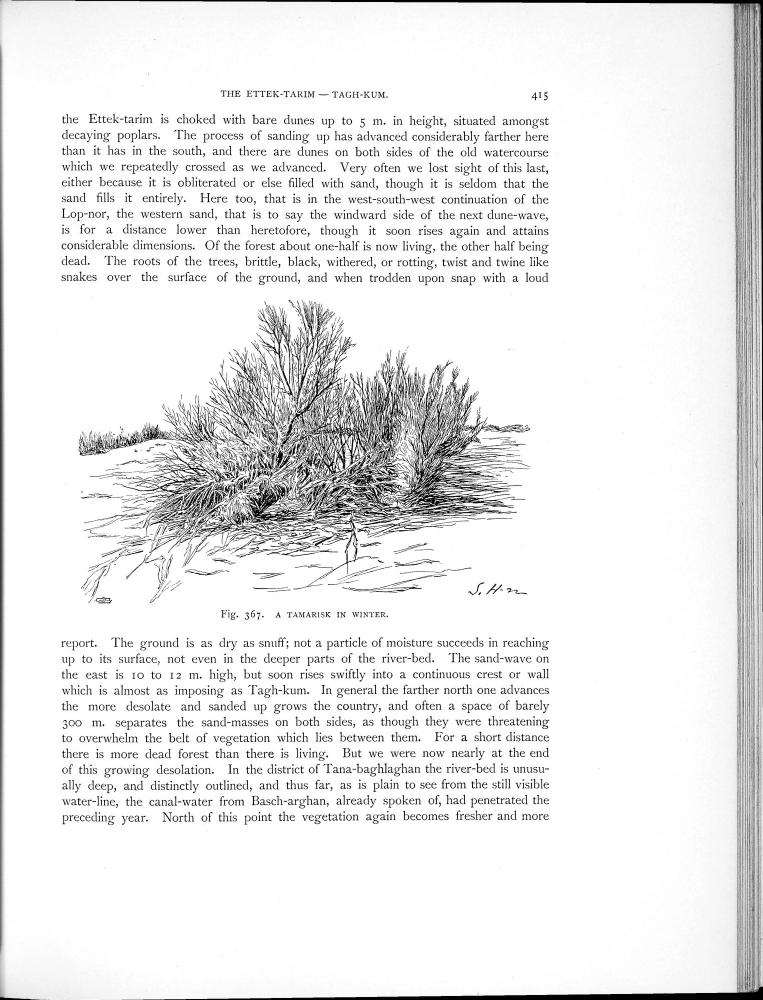 THE ETTEK-TARIM — TAGH-KUM. 415
the Ettek-tarim is choked with bare dunes up to 5 m. in height, situated amongst
decaying poplars. The process of sanding up has advanced considerably farther here
than it has in the south, and there are dunes on both sides of the old watercourse
which we repeatedly crossed as we advanced. Very often we lost sight of this last,
either because it is obliterated or else filled with sand, though it is seldom that the
sand fills it entirely. Here too, that is in the west-south-west continuation of the
Lop-nor, the western sand, that is to say the windward side of the next dune-wave,
is for a distance lower than heretofore, though it soon rises again and attains
considerable dimensions. Of the forest about one-half is now living, the other half being
dead. The roots of the trees, brittle, black, withered, or rotting, twist and twine like
snakes over the surface of the ground, and when trodden upon snap with a loud
S. H-n
Fig. 367. A TAMARISK IN WINTER.
report. The ground is as dry as snuff; not a particle of moisture succeeds in reaching
up to its surface, not even in the deeper parts of the river-bed. The sand-wave on
the east is 10 to 12 m. high, but soon rises swiftly into a continuous crest or wall
which is almost as imposing as Tagh-kum. In general the farther north one advances
the more desolate and sanded up grows the country, and often a space of barely
300 m. separates the sand-masses on both sides, as though they were threatening
to overwhelm the belt of vegetation which lies between them. For a short distance
there is more dead forest than there is living. But we were now nearly at the end
of this growing desolation. In the district of Tana-baghlaghan the river-bed is unusu-
ally deep, and distinctly outlined, and thus far, as is plain to see from the still visible
water-line, the canal-water from Basch-arghan, already spoken of, had penetrated the
preceding year. North of this point the vegetation again becomes fresher and more